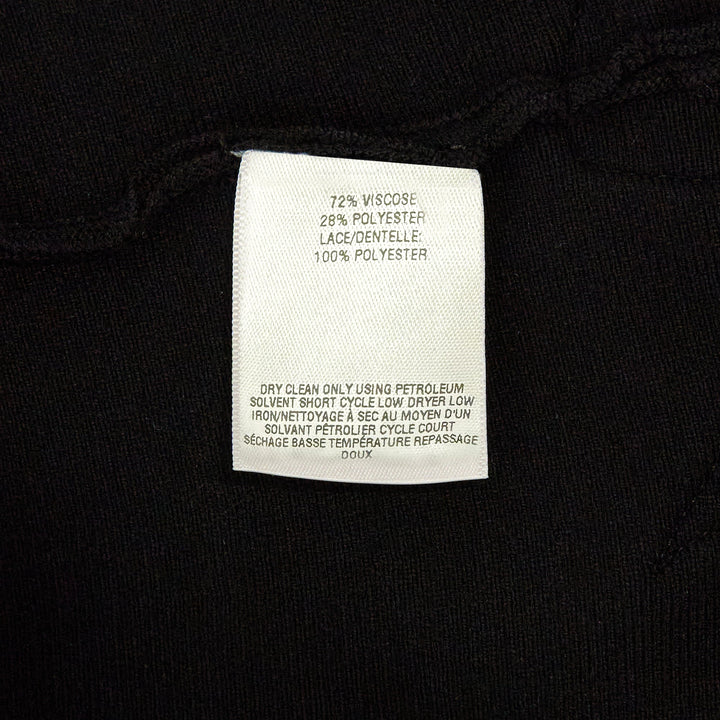 72% VISCOSE
28% POLYESTER
LACE/DENTELLE:
100% POLYESTER
DRY CLEAN ONLY USING PETROLEUM
SOLVENT SHORT CYCLE LOW DRYER LOW
IRON/NETTOYAGE À SEC AU MOYEN D'UN
SOLVANT PÉTROLIER CYCLE COURT
SÉCHAGE BASSE TEMPÉRATURE REPASSAGE
DOUX